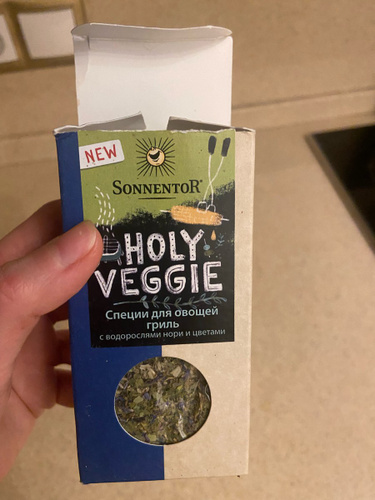 NEW
SONNENTOR®
HOLY
VEGGIE
Специи для овощей
гриль
с водорослями нори и цветами